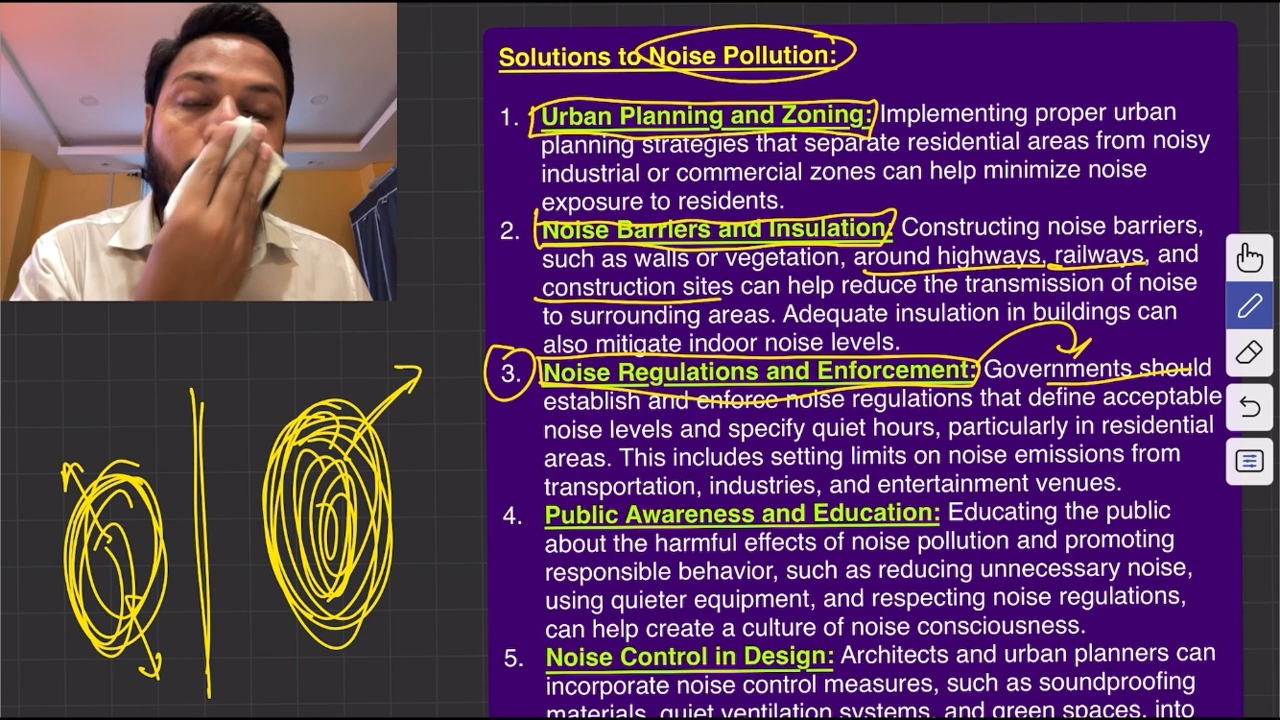 Solutions to Noise Pollution:
1. Urban Planning and Zoning: Implementing proper urban
planning strategies that separate residential areas from noisy
industrial or commercial zones can help minimize noise
exposure to residents.
2. Noise Barriers and Insulation: Constructing noise barriers,
such as walls or vegetation, around highways, railways, and
construction sites can help reduce the transmission of noise
to surrounding areas. Adequate insulation in buildings can
also mitigate indoor noise levels.
3. Noise Regulations and Enforcement: Governments should
establish and enforce noise regulations that define acceptable
noise levels and specify quiet hours, particularly in residential
areas. This includes setting limits on noise emissions from
transportation, industries, and entertainment venues.
4. Public Awareness and Education: Educating the public
about the harmful effects of noise pollution and promoting
responsible behavior, such as reducing unnecessary noise,
using quieter equipment, and respecting noise regulations,
can help create a culture of noise consciousness.
5. Noise Control in Design: Architects and urban planners can
incorporate noise control measures, such as soundproofing
materials, quiet ventilation systems, and green spaces, into